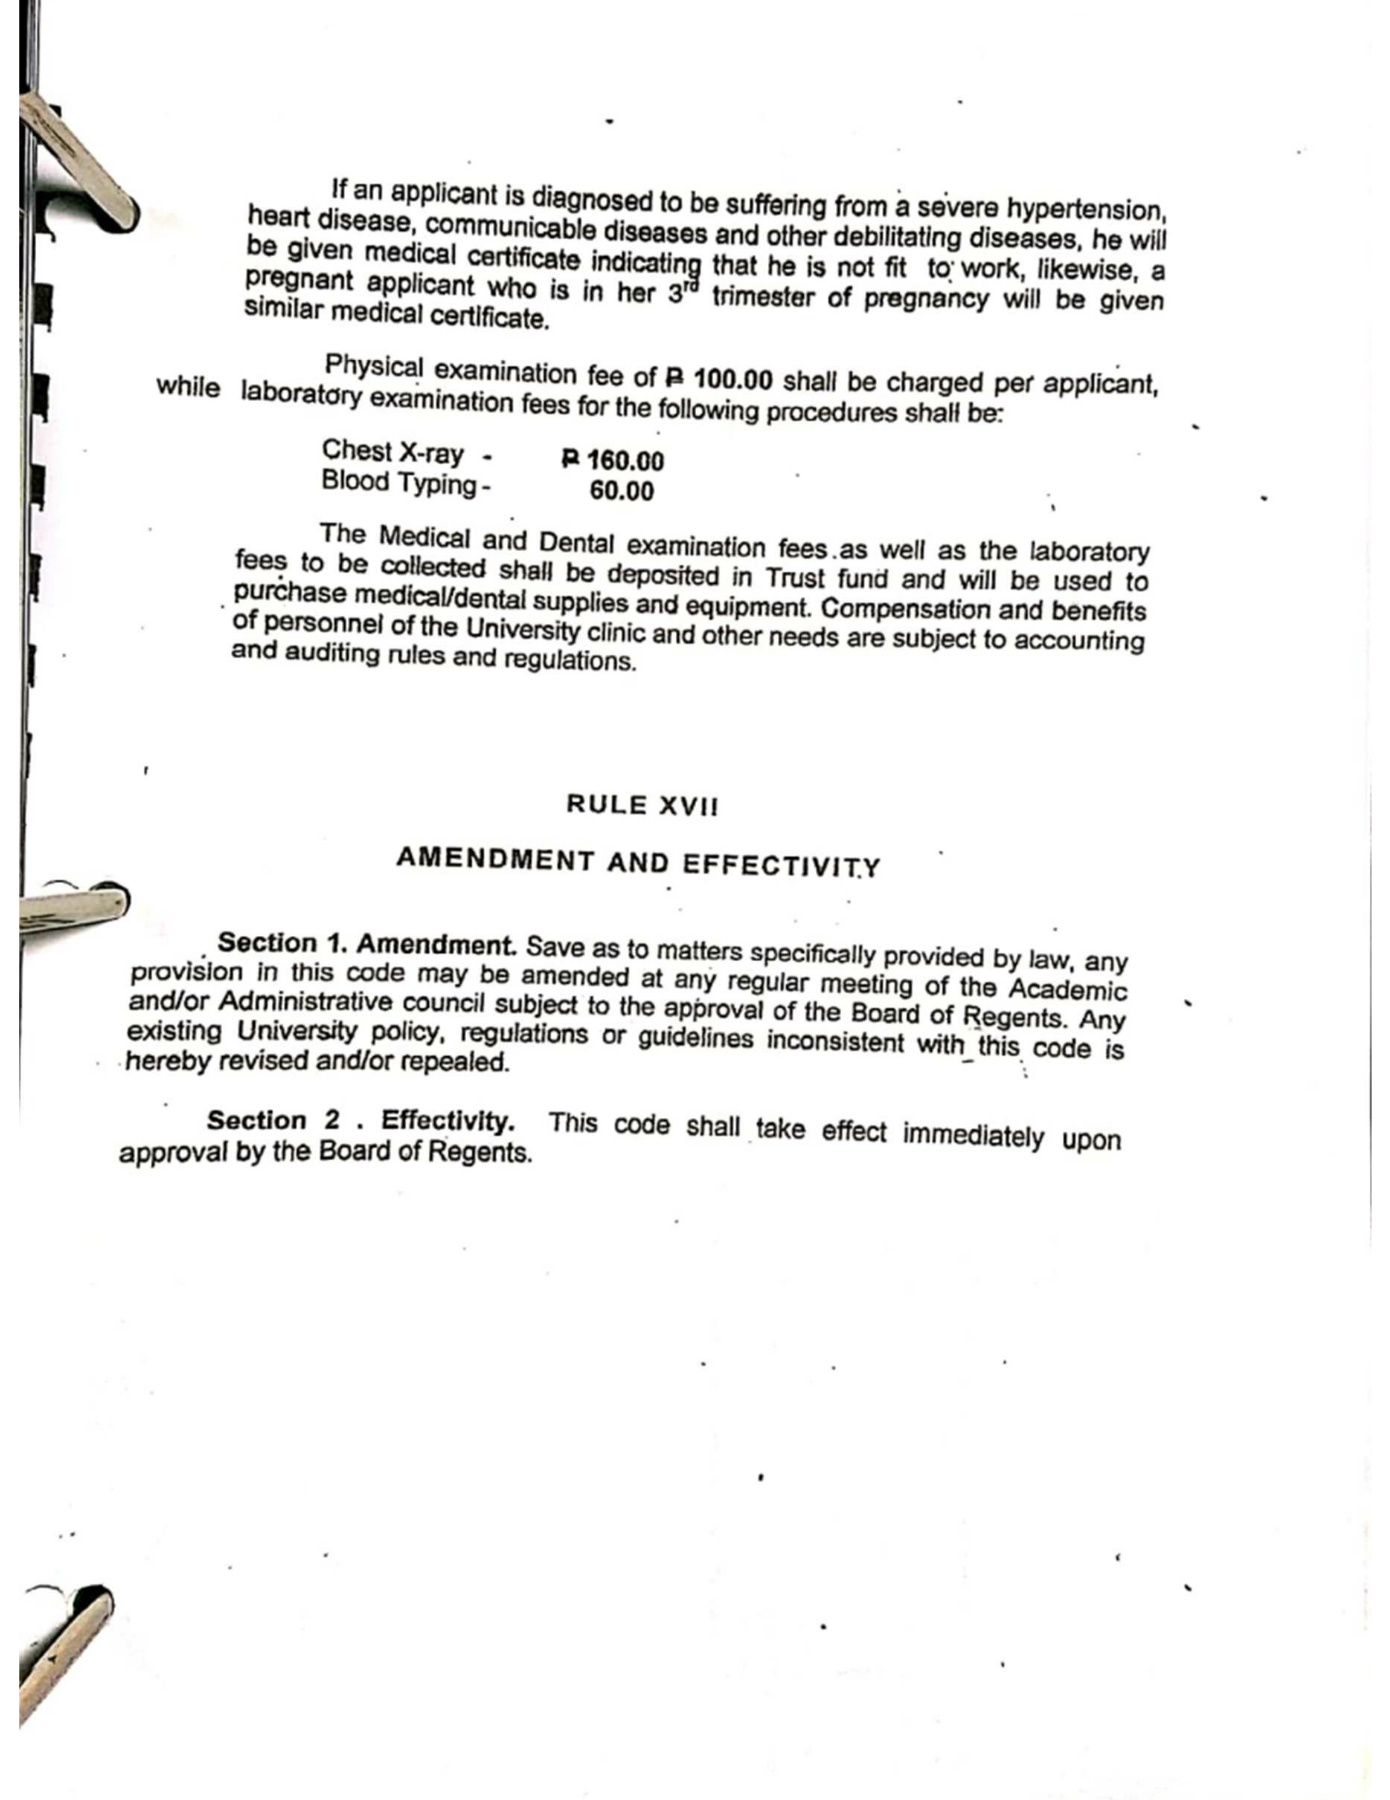 If an applicant is diagnosed to be suffering from a severe hypertension,
heart disease, communicable diseases and other debilitating diseases, he will
be given medical certificate indicating that he is not fit to work, likewise, a
pregnant applicant who is in her 3rd trimester of pregnancy will be given
similar medical certificate.
Physical examination fee of ₱ 100.00 shall be charged per applicant,
while laboratory examination fees for the following procedures shall be:
Chest X-ray - ₱ 160.00
Blood Typing - 60.00
The Medical and Dental examination fees as well as the laboratory
fees to be collected shall be deposited in Trust fund and will be used to
purchase medical/dental supplies and equipment. Compensation and benefits
of personnel of the University clinic and other needs are subject to accounting
and auditing rules and regulations.
RULE XVII
AMENDMENT AND EFFECTIVITY
Section 1. Amendment. Save as to matters specifically provided by law, any
provision in this code may be amended at any regular meeting of the Academic
and/or Administrative council subject to the approval of the Board of Regents. Any
existing University policy, regulations or guidelines inconsistent with this code is
hereby revised and/or repealed.
Section 2 . Effectivity. This code shall take effect immediately upon
approval by the Board of Regents.